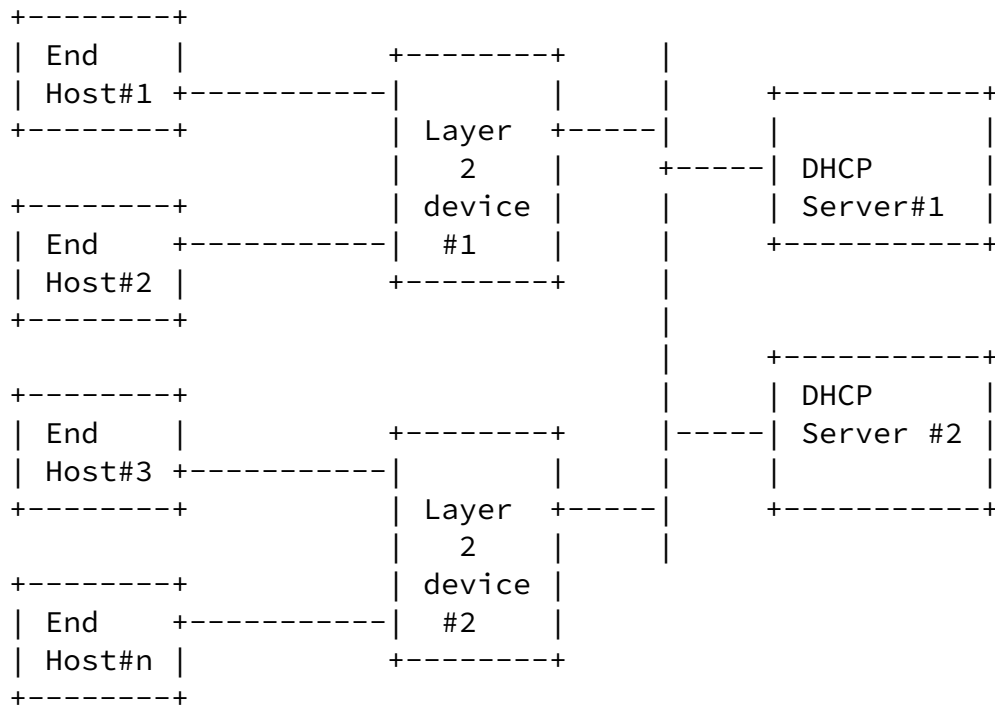 End
Host#1
Layer
2
device
#1
End
Host#2
DHCP
Server#1
End
Host#3
Layer
2
device
#2
End
Host#n
DHCP
Server #2